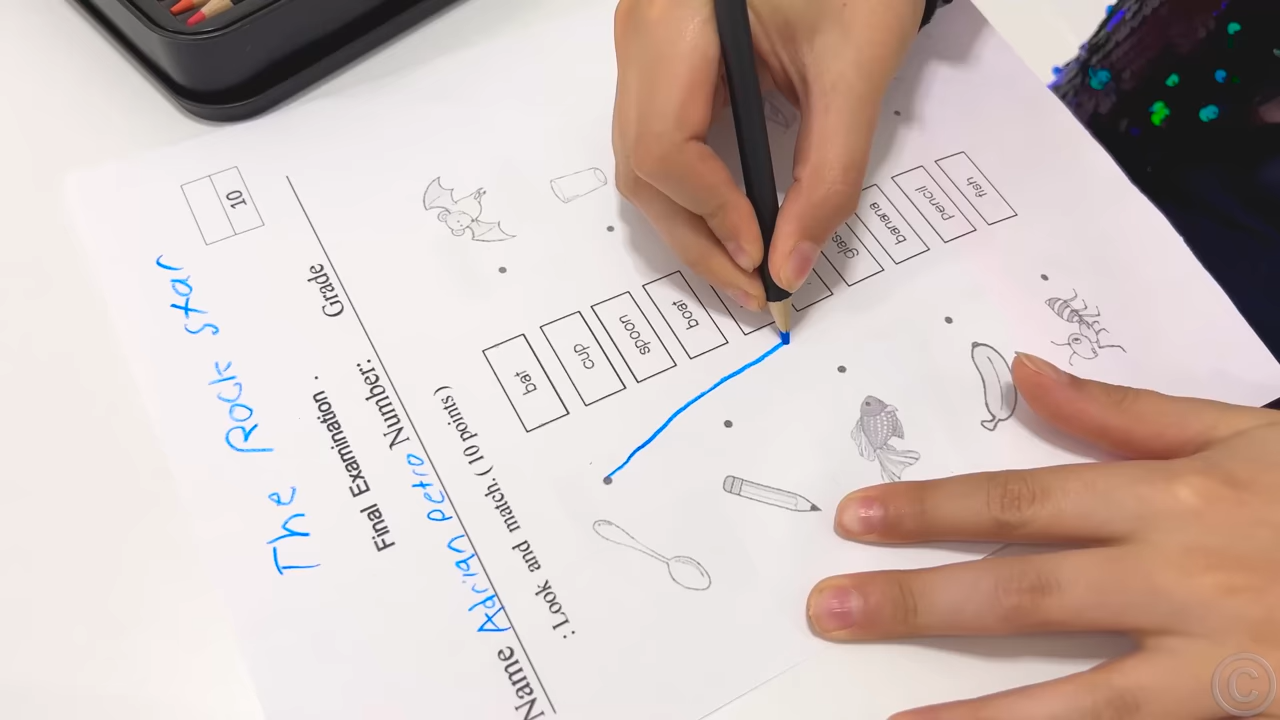 The Rock Star
10
Final Examination .
Grade
Number:
Name Adrian Petro
: Look and match. ( 10 points )
bat
cup
spoon
boat
banana
pencil
fish
©